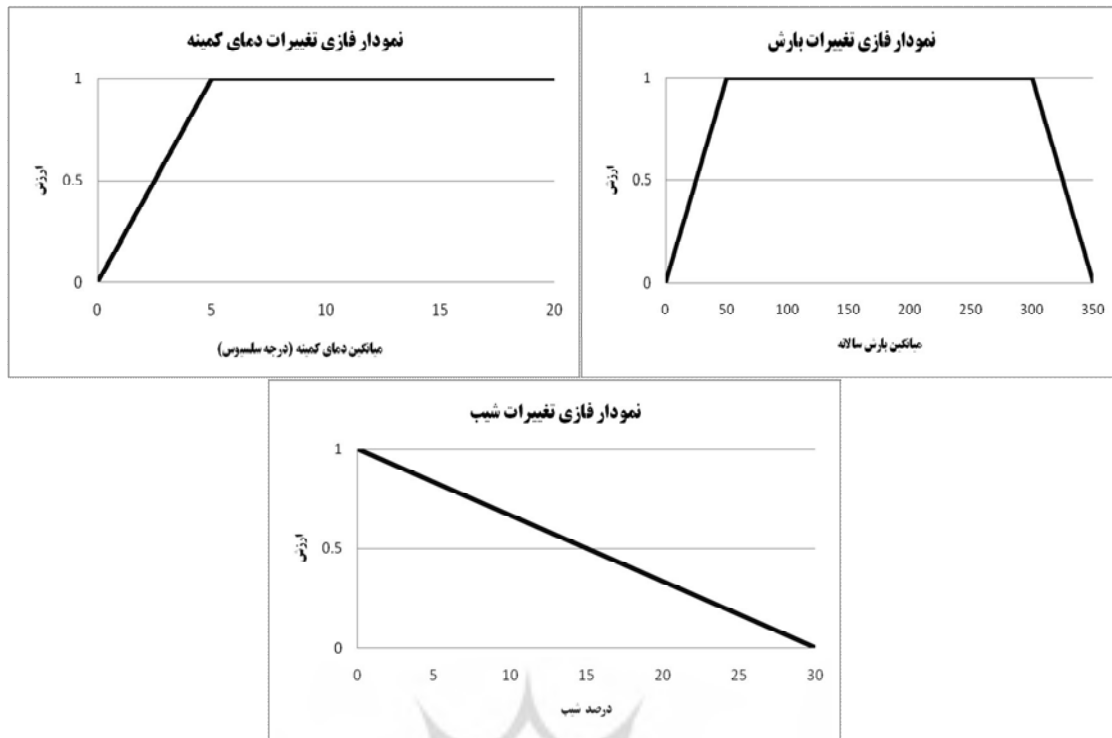 نمودار فازی تغییرات دمای کمینه
1
0.5
0
ارزش
0 5 10 15 20
میانگین دمای کمینه (درجه سلسیوس)
نمودار فازی تغییرات بارش
1
0.5
0
ارزش
0 50 100 150 200 250 300 350
میانگین بارش سالانه
نمودار فازی تغییرات شیب
1
0.5
0
ارزش
0 5 10 15 20 25 30
درصد شیب